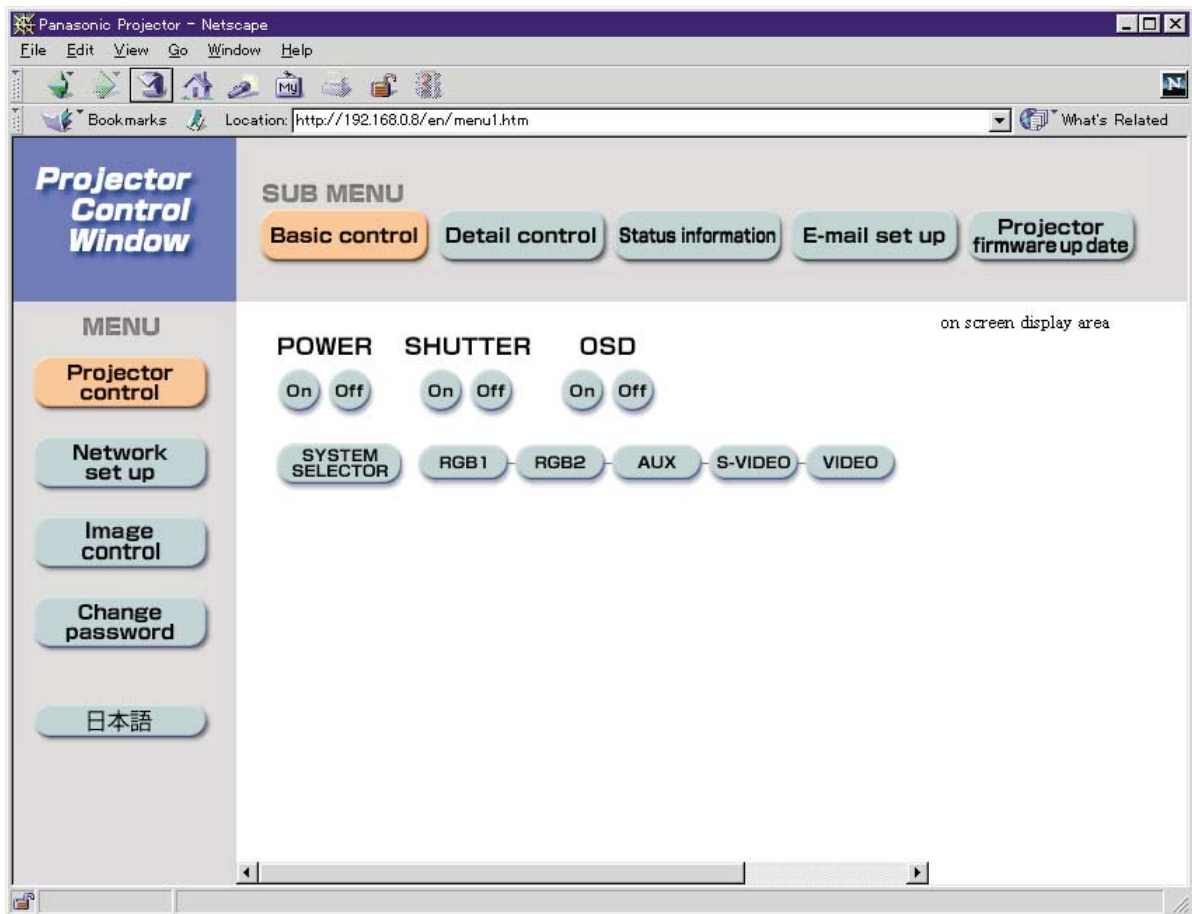 Panasonic Projector - Netscape
File Edit View Go Window Help
My
N
Bookmarks Location: http://192.168.0.8/en/menu1.htm What's Related
Projector
Control
Window
SUB MENU
Basic control Detail control Status information E-mail set up Projector
firmware up date
MENU
Projector
control
Network
set up
Image
control
Change
password
日本語
on screen display area
POWER SHUTTER OSD
On Off On Off On Off
SYSTEM
SELECTOR RGB1 RGB2 AUX S-VIDEO VIDEO